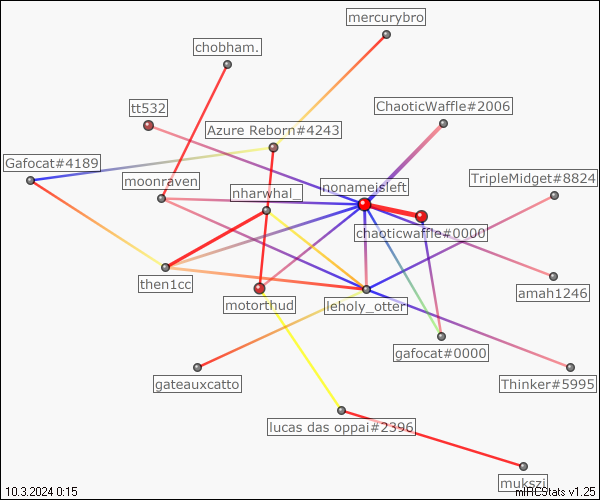 mercurybro
chobham.
tt532
ChaoticWaffle#2006
Azure Reborn#4243
Gafocat#4189
moonraven
nharwhal_
nonameisleft
TripleMidget#8824
chaoticwaffle#0000
then1cc
motorthud
leholy_otter
amah1246
gafocat#0000
gateauxcatto
Thinker#5995
lucas das oppai#2396
mukszi
10.3.2024 0:15
mIRCStats v1.25